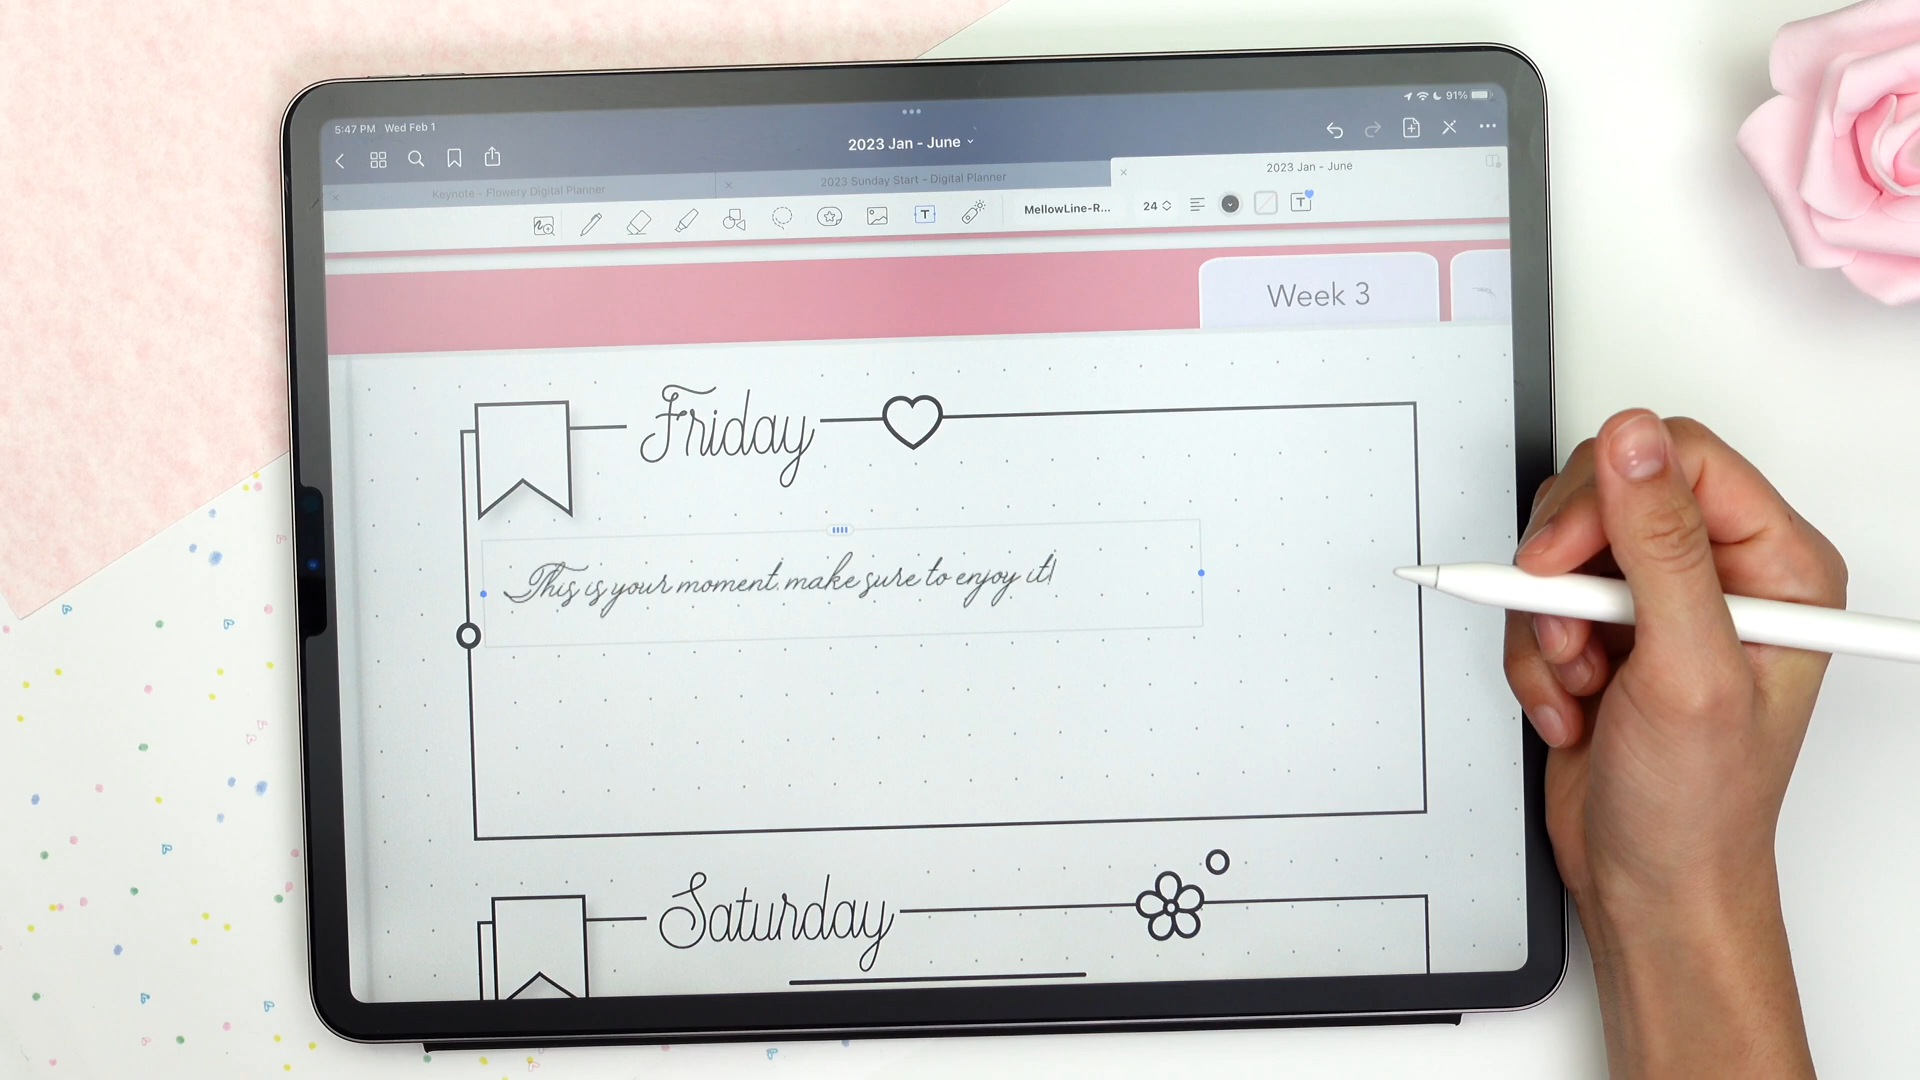 5:47 PM Wed Feb 1
91%
2023 Jan - June
Keynote - Flowery Digital Planner
2023 Sunday Start - Digital Planner
2023 Jan - June
MellowLine-R...
24
Week 3
Friday
This is your moment. make sure to enjoy it!
Saturday